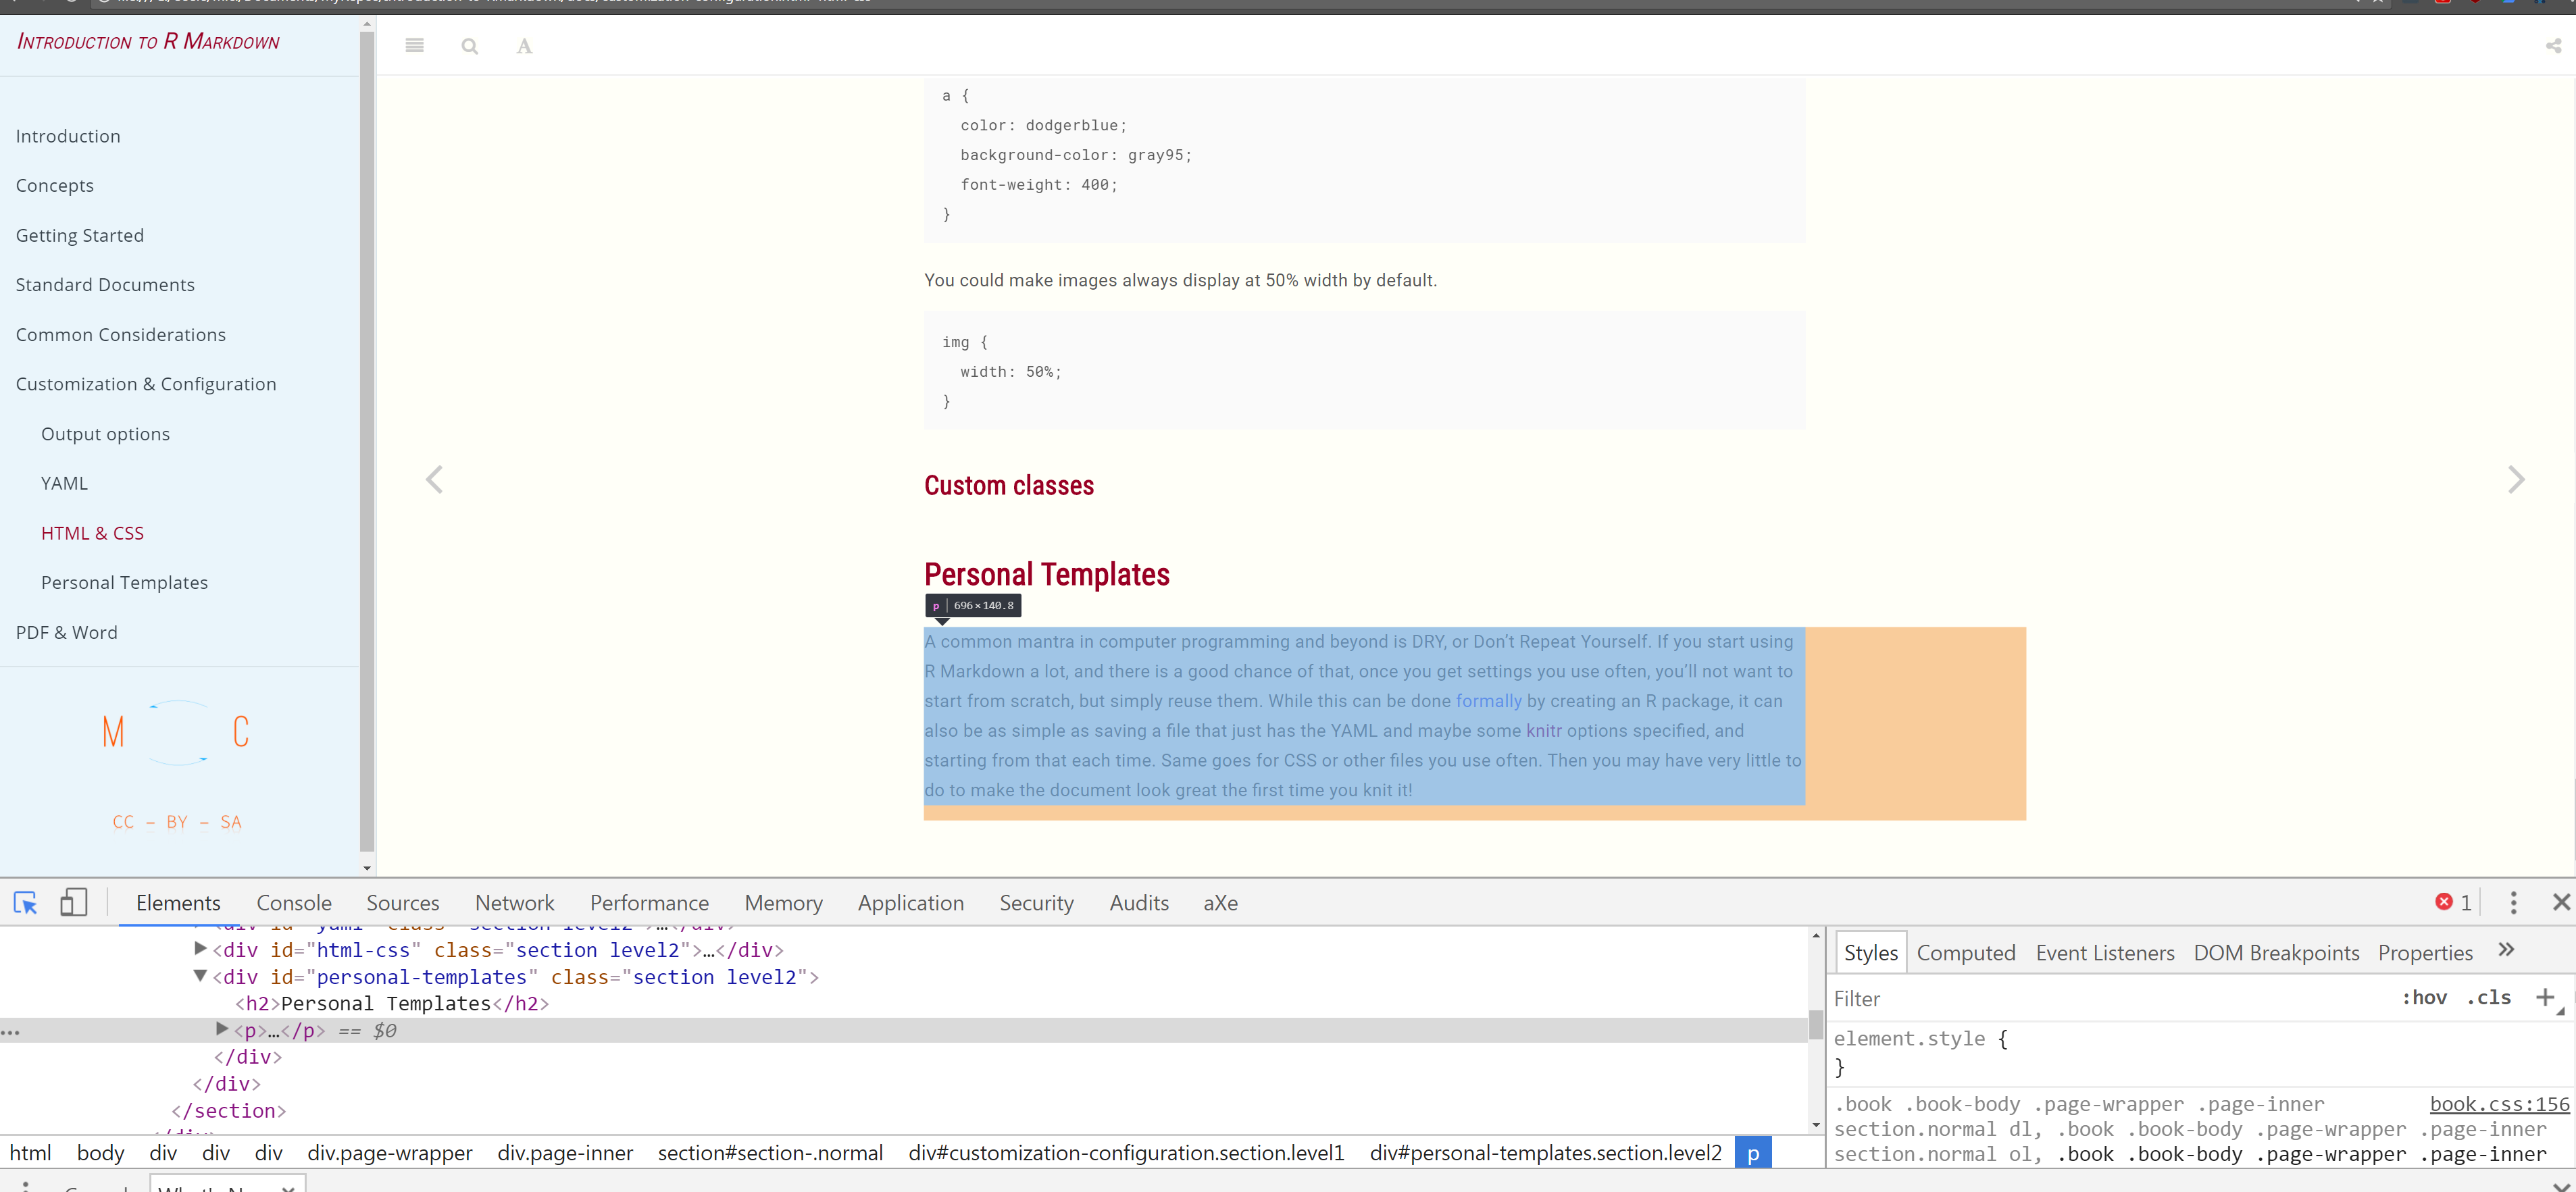 INTRODUCTION TO R MARKDOWN
Introduction
Concepts
Getting Started
Standard Documents
Common Considerations
Customization & Configuration
Output options
YAML
HTML & CSS
Personal Templates
PDF & Word
M C
CC – BY – SA
A
a {
color: dodgerblue;
background-color: gray95;
font-weight: 400;
}
You could make images always display at 50% width by default.
img {
width: 50%;
}
Custom classes
Personal Templates
p | 696×140.8
A common mantra in computer programming and beyond is DRY, or Don’t Repeat Yourself. If you start using
R Markdown a lot, and there is a good chance of that, once you get settings you use often, you’ll not want to
start from scratch, but simply reuse them. While this can be done formally by creating an R package, it can
also be as simple as saving a file that just has the YAML and maybe some knitr options specified, and
starting from that each time. Same goes for CSS or other files you use often. Then you may have very little to
do to make the document look great the first time you knit it!
Elements Console Sources Network Performance Memory Application Security Audits aXe 1
<div id="yaml" class="section level2">…</div>
<div id="html-css" class="section level2">…</div>
<div id="personal-templates" class="section level2">
<h2>Personal Templates</h2>
… <p>…</p> == $0
</div>
</div>
</section>
</div>
html body div div div div.page-wrapper div.page-inner section#section-.normal div#customization-configuration.section.level1 div#personal-templates.section.level2 p
Styles Computed Event Listeners DOM Breakpoints Properties »
Filter :hov .cls +
element.style {
}
.book .book-body .page-wrapper .page-inner book.css:156
section.normal dl, .book .book-body .page-wrapper .page-inner
section.normal ol, .book .book-body .page-wrapper .page-inner